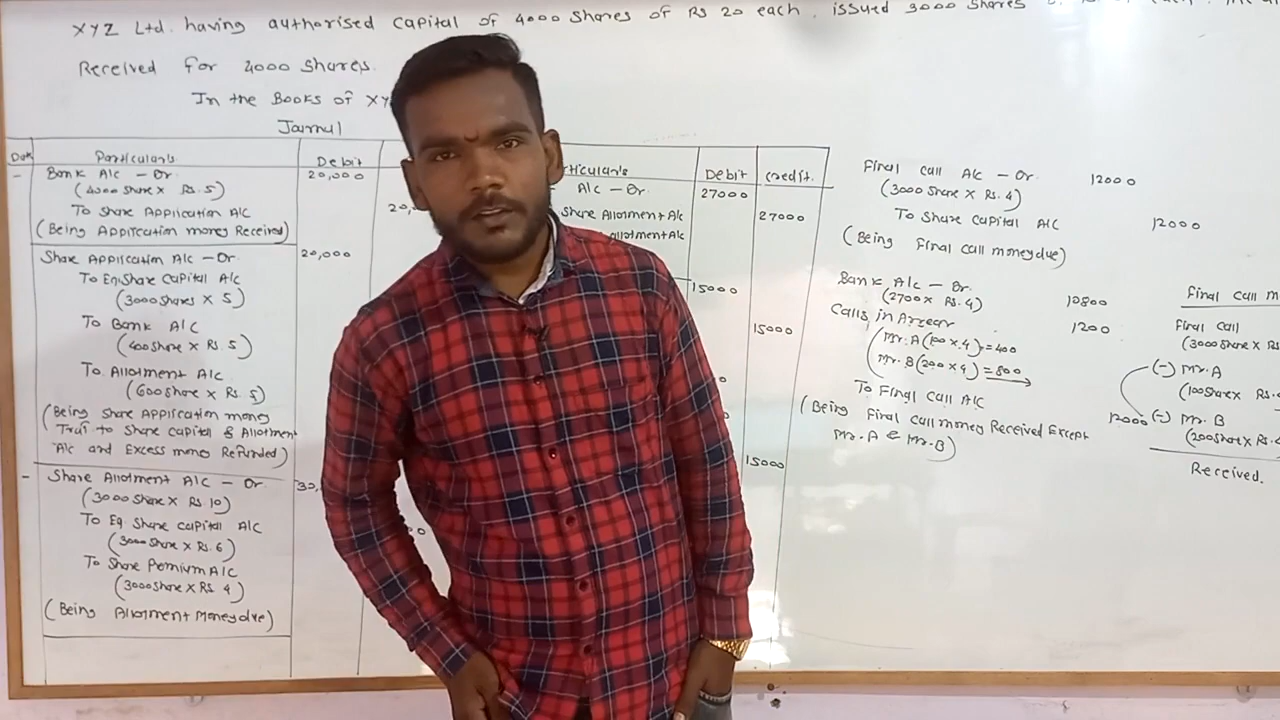 XYZ Ltd. having authorised capital of 4000 shares of Rs 20 each, issued 3000 shares
Received for 4000 shares.
In the Books of XY
Journal
Date Particulars Debit
- Bank A/c - Dr 20,000
(4000 share x Rs. 5)
To Share Application A/c 20,
(Being Application money Received)
Share Application A/c - Dr. 20,000
To Eq. Share Capital A/c
(3000 shares x 5)
To Bank A/c
(400 share x Rs 5)
To Allotment A/c
(600 share x Rs. 5)
(Being Share Application money
Traf to Share Capital & Allotment
A/c and Excess money Refunded)
- Share Allotment A/c - Dr 30,
(3000 share x Rs. 10)
To Eq. Share capital A/c
(3000 share x Rs. 6)
To Share Premium A/c
(3000 share x Rs 4)
(Being Allotment Money due)
rticulars Debit credit.
A/c - Dr. 27000
Share Allotment A/c 27000
allotment A/c
15000
15000
15000
Final call A/c - Dr 12000
(3000 share x Rs. 4)
To Share Capital A/c 12000
(Being Final call money due)
Bank A/c - Dr. 10800
(2700 x Rs. 4)
Calls in Arrear 1200
(Mr. A (100 x 4) = 400
Mr. B (200 x 4) = 800
To Final call A/c 12000
(Being Final call money Received Except
Mr. A & Mr. B)
Final call m
Final call
(3000 share x Rs
(-) Mr. A
(100 share x Rs.
(-) Mr. B
(200 share x Rs.
Received.